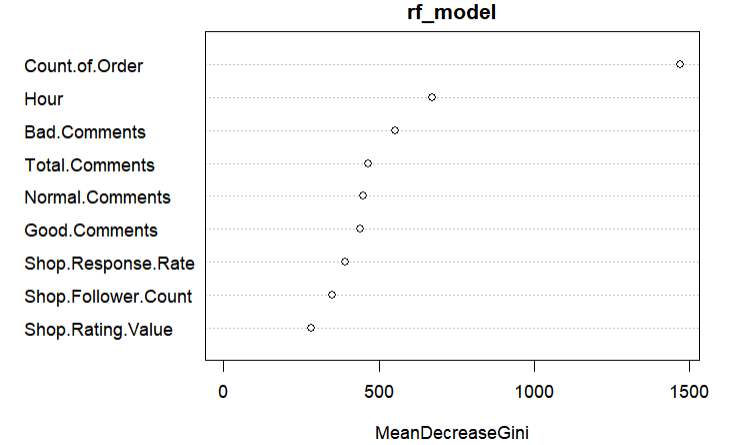 rf_model
Count.of.Order
Hour
Bad.Comments
Total.Comments
Normal.Comments
Good.Comments
Shop.Response.Rate
Shop.Follower.Count
Shop.Rating.Value
0 500 1000 1500
MeanDecreaseGini